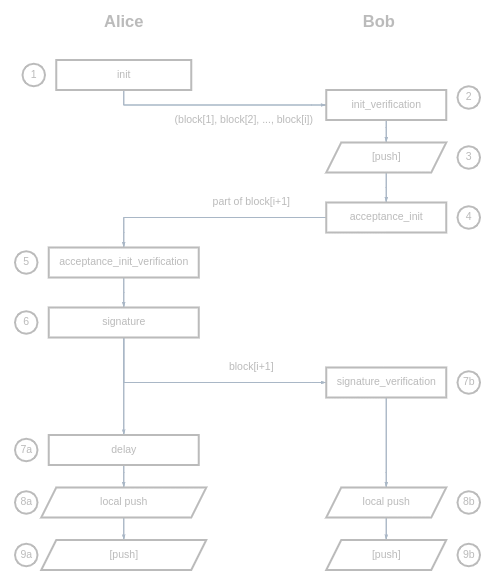 Alice
Bob
1
init
2
init_verification
(block[1], block[2], ..., block[i])
3
[push]
part of block[i+1]
4
acceptance_init
5
acceptance_init_verification
6
signature
block[i+1]
7b
signature_verification
7a
delay
8a
local push
8b
local push
9a
[push]
9b
[push]